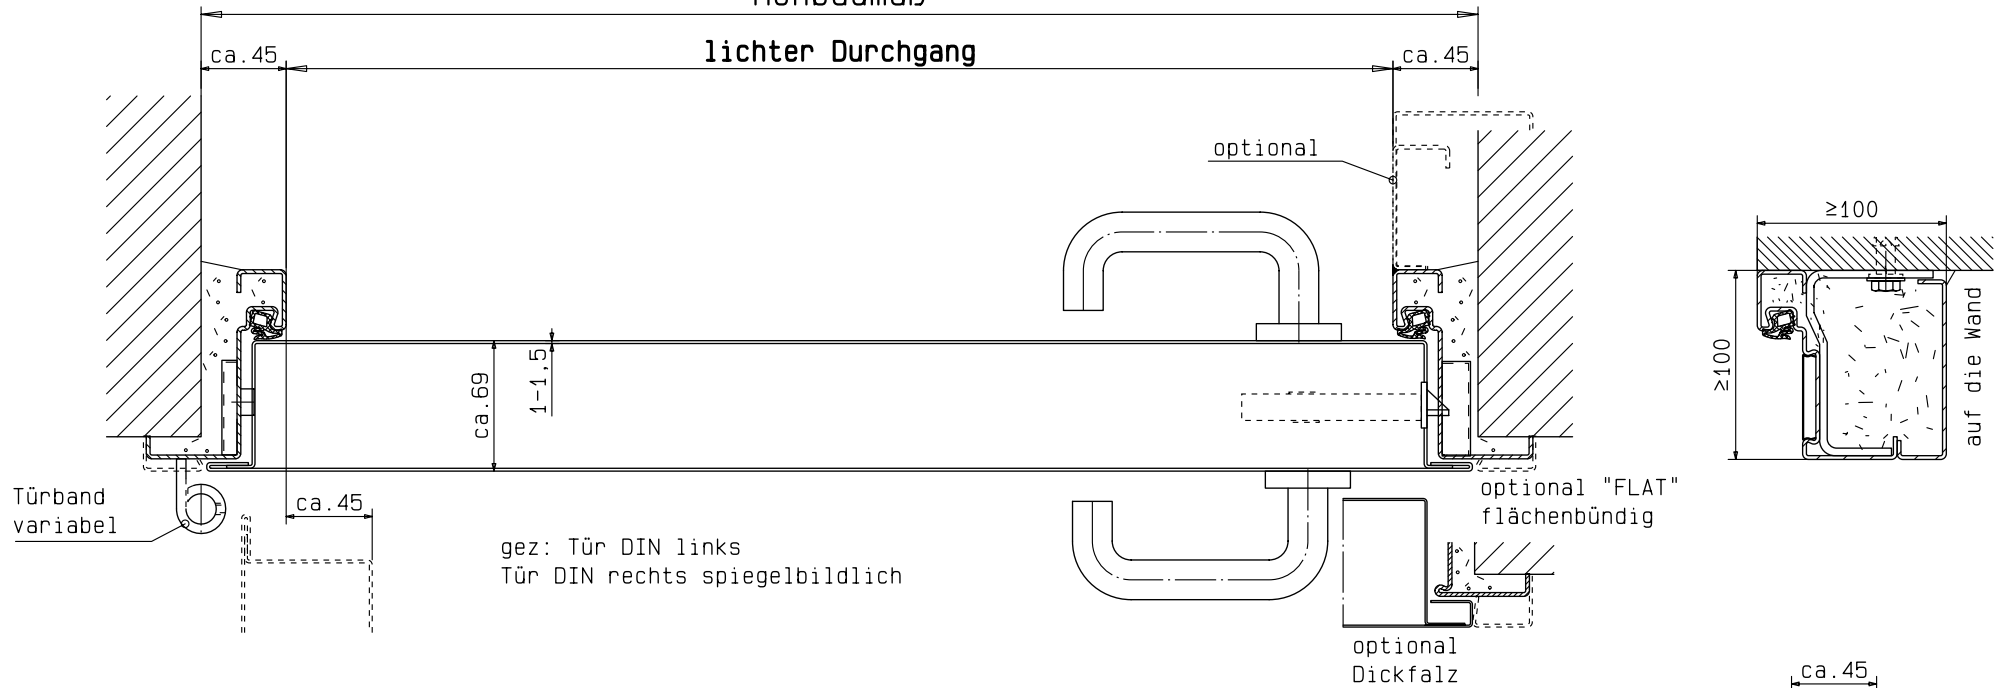 ca.45
lichter Durchgang
ca.45
optional
≥100
≥100
auf die Wand
ca.69
1-1,5
Türband
variabel
ca.45
gez: Tür DIN links
Tür DIN rechts spiegelbildlich
optional "FLAT"
flächenbündig
optional
Dickfalz
ca.45